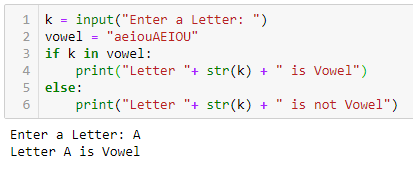 1 k = input("Enter a Letter: ")
2 vowel = "aeiouAEIOU"
3 if k in vowel:
4     print("Letter "+ str(k) + " is Vowel")
5 else:
6     print("Letter "+ str(k) + " is not Vowel")
Enter a Letter: A
Letter A is Vowel